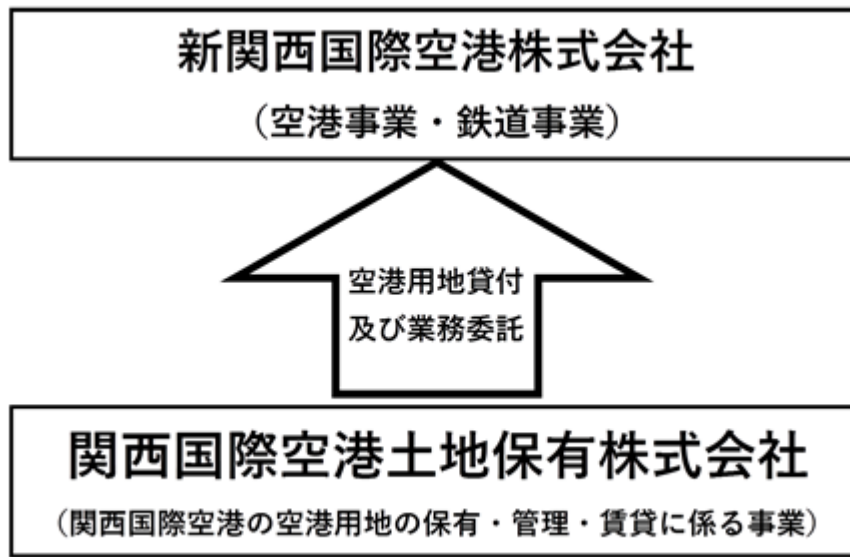 新関西国際空港株式会社
（空港事業・鉄道事業）
空港用地貸付
及び業務委託
関西国際空港土地保有株式会社
（関西国際空港の空港用地の保有・管理・賃貸に係る事業）